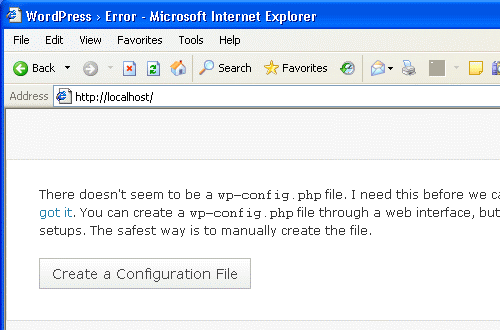 WordPress › Error - Microsoft Internet Explorer
File Edit View Favorites Tools Help
Back Search Favorites
Address http://localhost/
There doesn't seem to be a wp-config.php file. I need this before we ca
got it. You can create a wp-config.php file through a web interface, but
setups. The safest way is to manually create the file.
Create a Configuration File